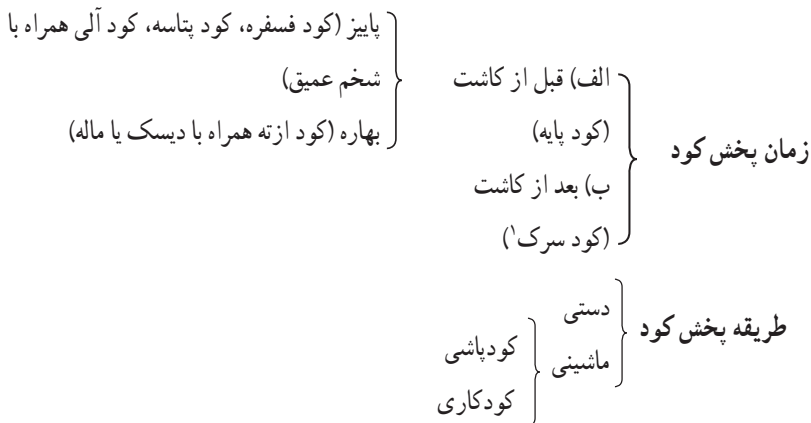 پاییز (کود فسفره، کود پتاسه، کود آلی همراه با
شخم عمیق)
بهاره (کود ازته همراه با دیسک یا ماله)
الف) قبل از کاشت
(کود پایه)
ب) بعد از کاشت
(کود سرک۱)
زمان پخش کود
طریقه پخش کود
دستی
ماشینی
کودپاشی
کودکاری